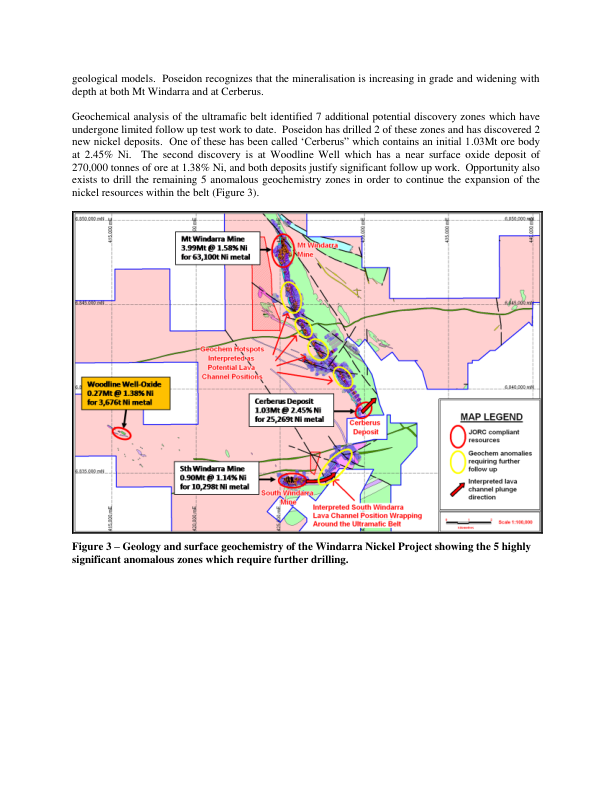 geological models.  Poseidon recognizes that the mineralisation is increasing in grade and widening with
depth at both Mt Windarra and at Cerberus.
Geochemical analysis of the ultramafic belt identified 7 additional potential discovery zones which have
undergone limited follow up test work to date.  Poseidon has drilled 2 of these zones and has discovered 2
new nickel deposits.  One of these has been called ‘Cerberus” which contains an initial 1.03Mt ore body
at 2.45% Ni.  The second discovery is at Woodline Well which has a near surface oxide deposit of
270,000 tonnes of ore at 1.38% Ni, and both deposits justify significant follow up work.  Opportunity also
exists to drill the remaining 5 anomalous geochemistry zones in order to continue the expansion of the
nickel resources within the belt (Figure 3).
Mt Windarra Mine
3.99Mt @ 1.58% Ni
for 63,100t Ni metal
Mt Windarra
Mine
Geochem Hotspots
Interpreted as
Potential Lava
Channel Positions
Woodline Well-Oxide
0.27Mt @ 1.38% Ni
for 3,676t Ni metal
Cerberus Deposit
1.03Mt @ 2.45% Ni
for 25,269t Ni metal
Cerberus
Deposit
Sth Windarra Mine
0.90Mt @ 1.14% Ni
for 10,298t Ni metal
South Windarra
Mine
Interpreted South Windarra
Lava Channel Position Wrapping
Around the Ultramafic Belt
MAP LEGEND
JORC compliant
resources
Geochem anomalies
requiring further
follow up
Interpreted lava
channel plunge
direction
Scale 1:100,000
6,850,000 mN
6,850,000 mN
6,845,000 mN
6,845,000 mN
6,840,000 mN
6,835,000 mN
Figure 3 – Geology and surface geochemistry of the Windarra Nickel Project showing the 5 highly
significant anomalous zones which require further drilling.